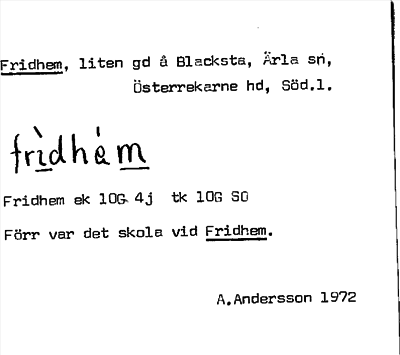 Fridhem, liten gd å Blacksta, Ärla sn,
Österrekarne hd, Söd.l.
frìdhám
Fridhem ek 10G 4j tk 10G SO
Förr var det skola vid Fridhem.
A.Andersson 1972